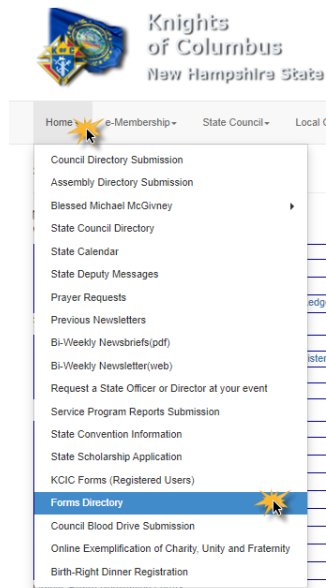 Knights
of Columbus
New Hampshire State
Home e-Membership State Council Local
Council Directory Submission
Assembly Directory Submission
Blessed Michael McGivney
State Council Directory
State Calendar
State Deputy Messages
Prayer Requests
Previous Newsletters
Bi-Weekly Newsbriefs(pdf)
Bi-Weekly Newsletter(web)
Request a State Officer or Director at your event
Service Program Reports Submission
State Convention Information
State Scholarship Application
KCIC Forms (Registered Users)
Forms Directory
Council Blood Drive Submission
Online Exemplification of Charity, Unity and Fraternity
Birth-Right Dinner Registration